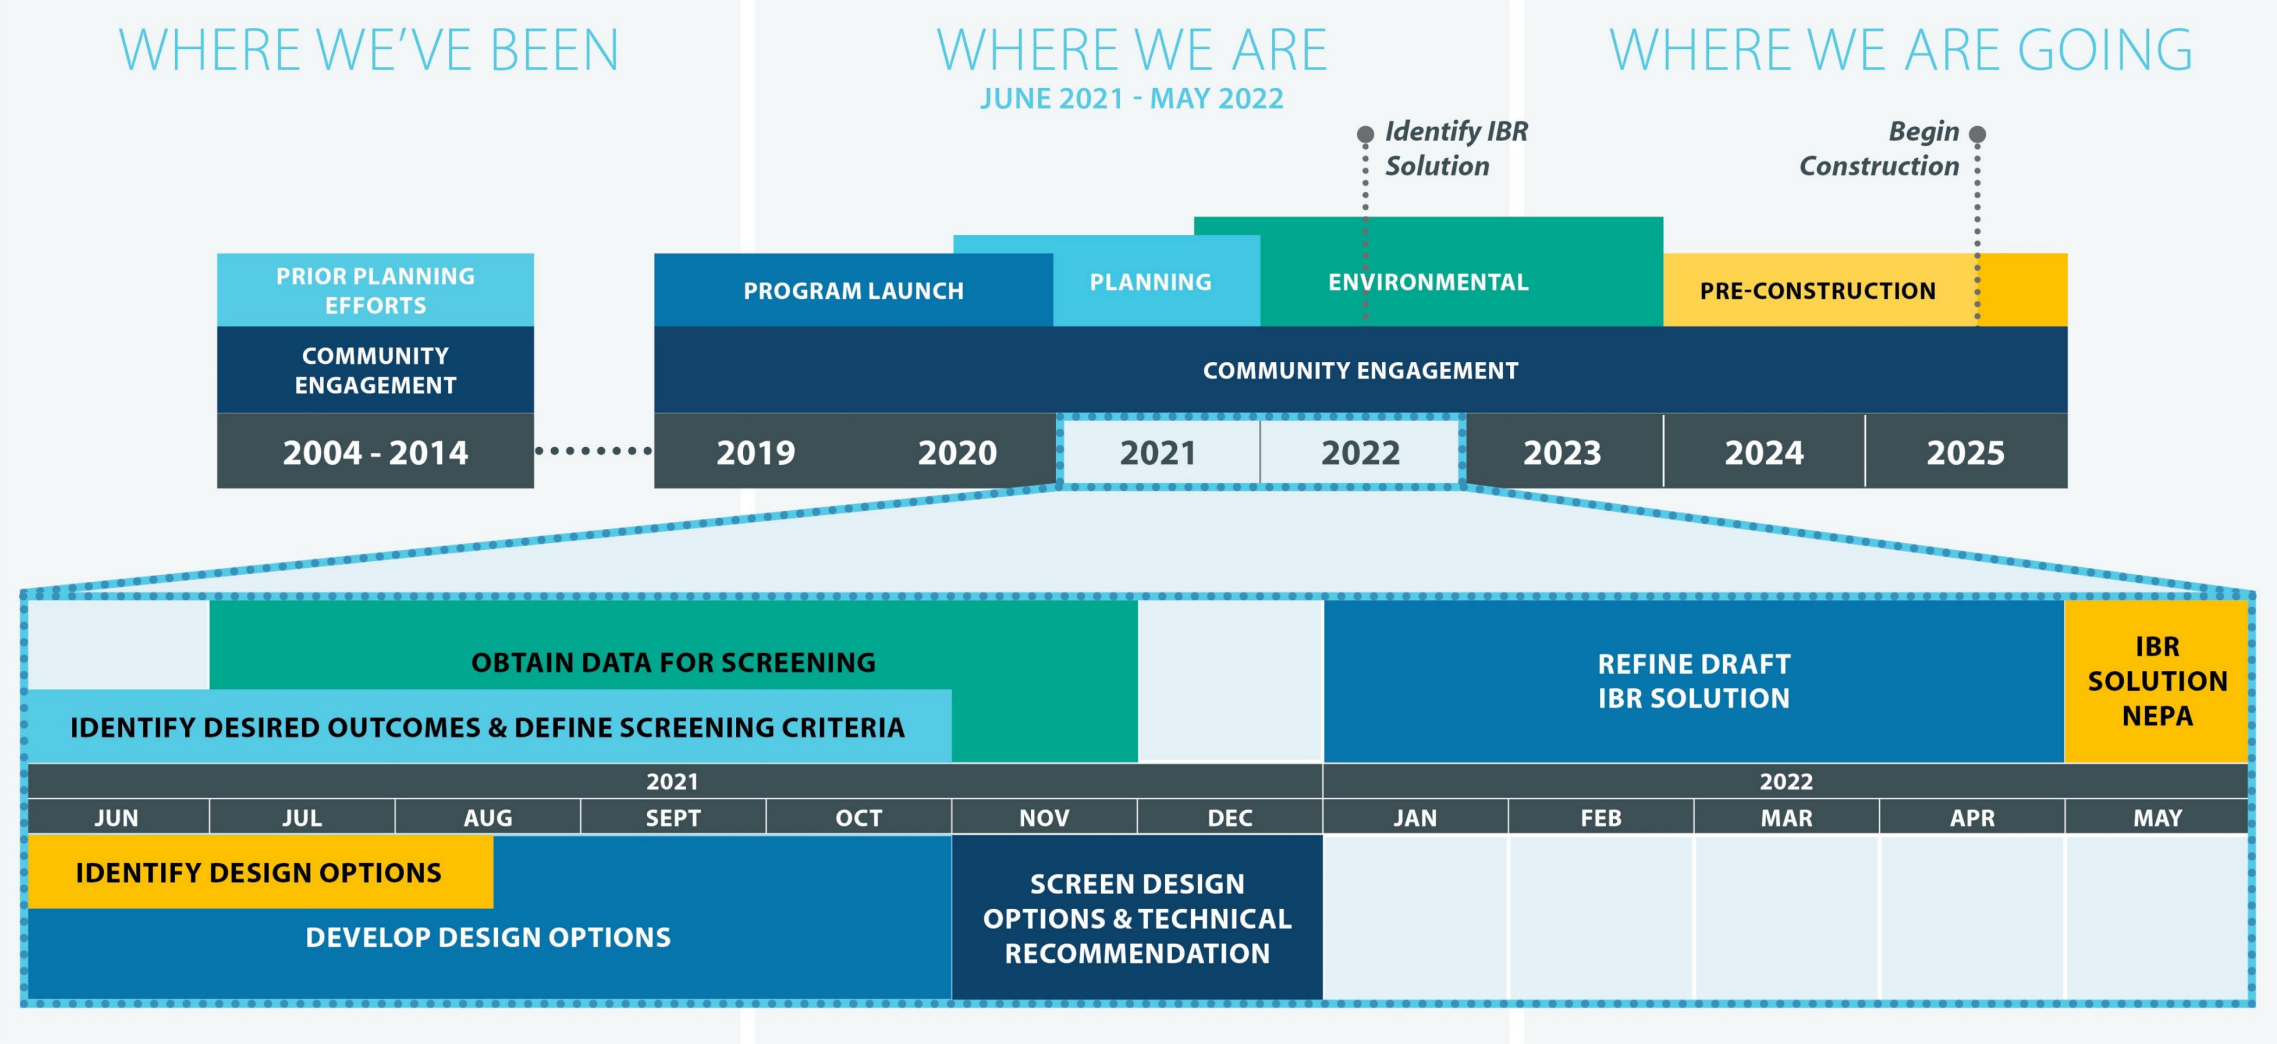 WHERE WE'VE BEEN
WHERE WE ARE
JUNE 2021 - MAY 2022
WHERE WE ARE GOING
Identify IBR
Solution
Begin
Construction
PRIOR PLANNING
EFFORTS
PROGRAM LAUNCH
PLANNING
ENVIRONMENTAL
PRE-CONSTRUCTION
COMMUNITY
ENGAGEMENT
COMMUNITY ENGAGEMENT
2004 - 2014
2019
2020
2021
2022
2023
2024
2025
OBTAIN DATA FOR SCREENING
IDENTIFY DESIRED OUTCOMES & DEFINE SCREENING CRITERIA
REFINE DRAFT
IBR SOLUTION
IBR
SOLUTION
NEPA
2021
2022
JUN
JUL
AUG
SEPT
OCT
NOV
DEC
JAN
FEB
MAR
APR
MAY
IDENTIFY DESIGN OPTIONS
DEVELOP DESIGN OPTIONS
SCREEN DESIGN
OPTIONS & TECHNICAL
RECOMMENDATION